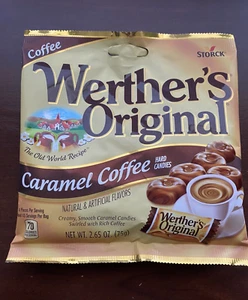 Coffee
STORCK
Werther's
Original
The Old World Recipe
Caramel Coffee
HARD
CANDIES
NATURAL & ARTIFICIAL FLAVORS
Creamy, Smooth Caramel Candies,
Swirled with Rich Coffee
NET WT. 2.65 OZ. (75g)
70
Werther's
Original